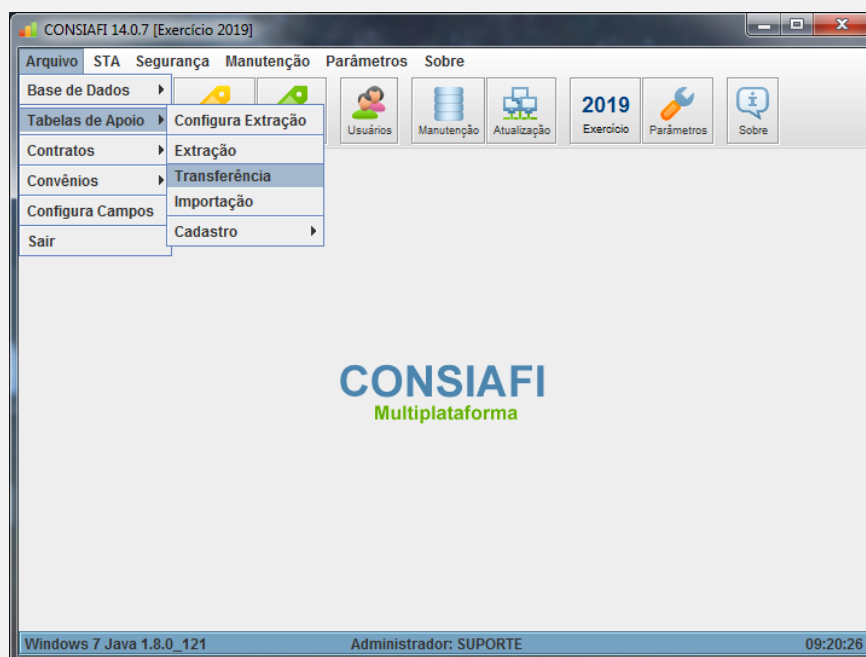 CONSIAFI 14.0.7 [Exercício 2019]
Arquivo STA Segurança Manutenção Parâmetros Sobre
Base de Dados
Tabelas de Apoio
Contratos
Convênios
Configura Campos
Sair
Configura Extração
Extração
Transferência
Importação
Cadastro
Usuários
Manutenção
Atualização
2019
Exercício
Parâmetros
Sobre
CONSIAFI
Multiplataforma
Windows 7 Java 1.8.0_121 Administrador: SUPORTE 09:20:26